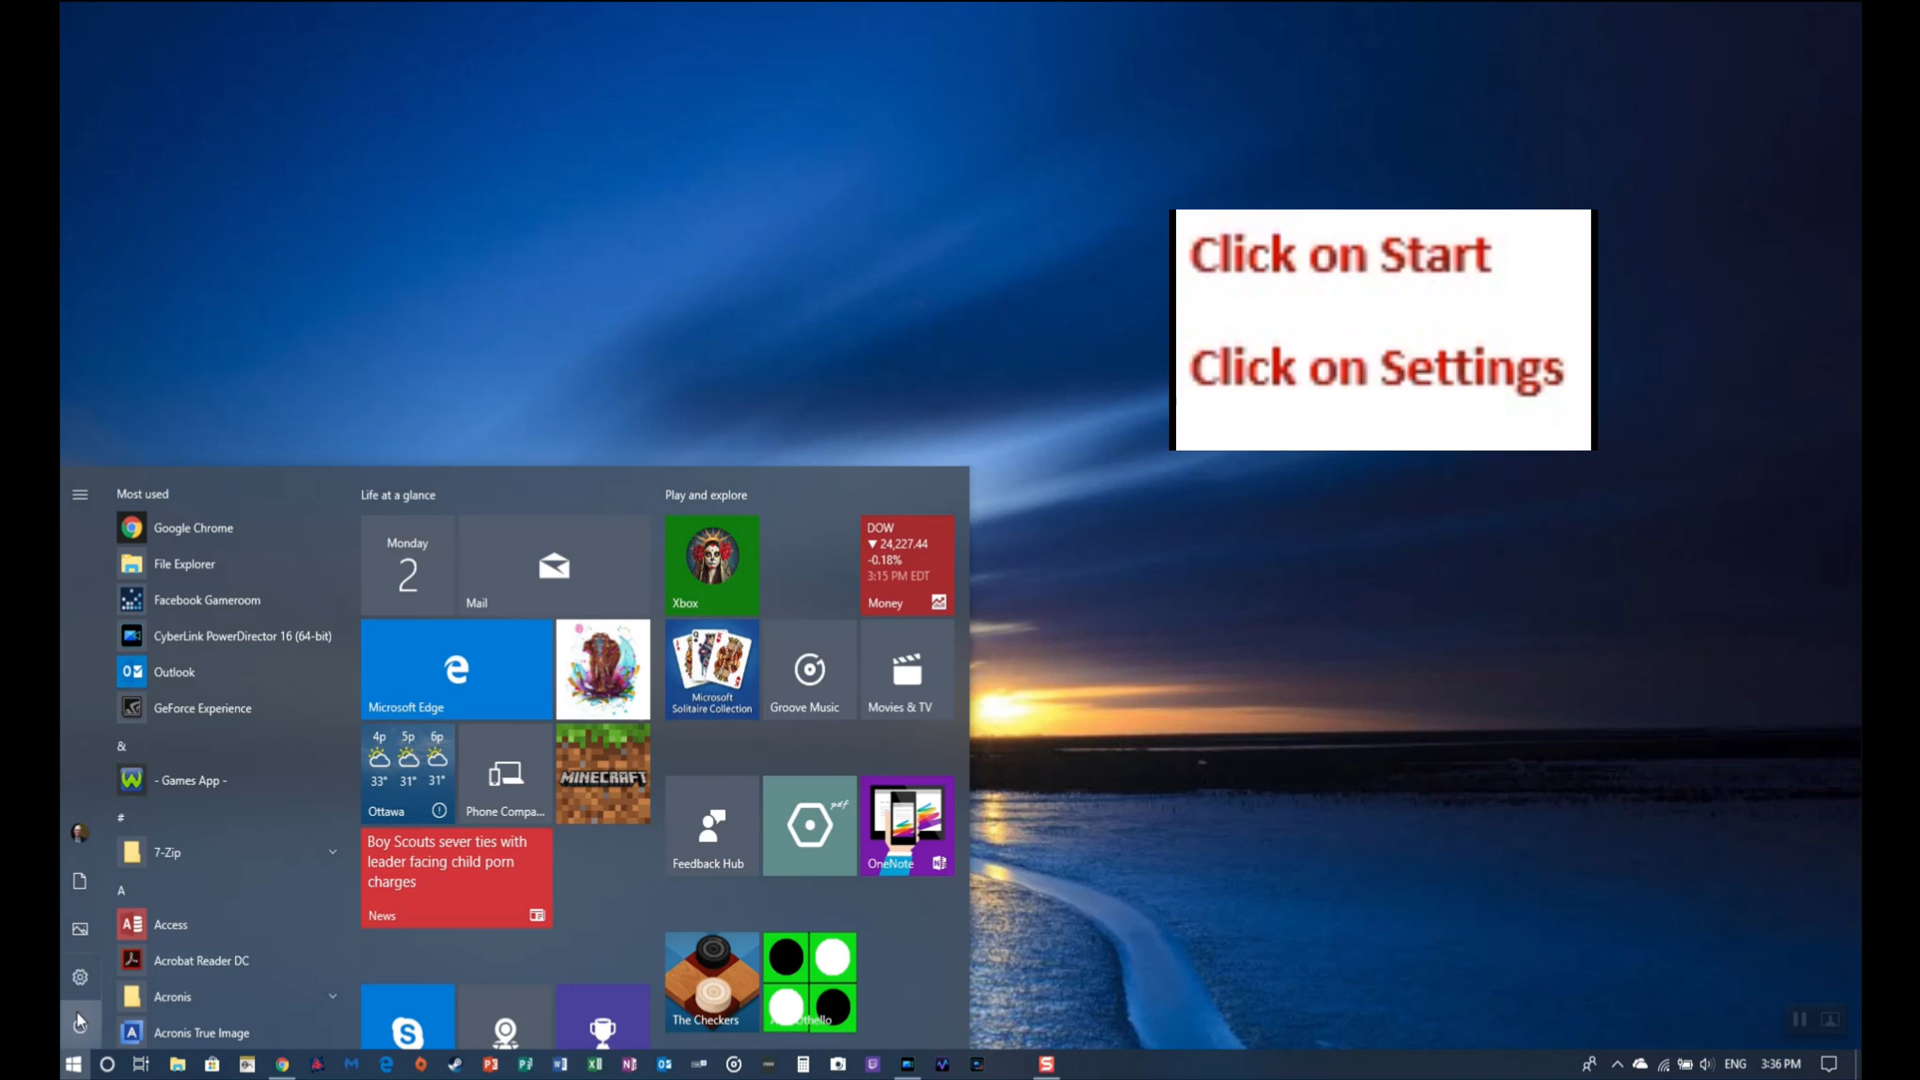 Click on Start
Click on Settings
Most used
Google Chrome
File Explorer
Facebook Gameroom
CyberLink PowerDirector 16 (64-bit)
Outlook
GeForce Experience
&
- Games App -
#
7-Zip
A
Access
Acrobat Reader DC
Acronis
Acronis True Image
Life at a glance
Monday
2
Mail
Microsoft Edge
4p 5p 6p
33° 31° 31°
Ottawa
Phone Compa...
MINECRAFT
Boy Scouts sever ties with
leader facing child porn
charges
News
Play and explore
Xbox
DOW
▼ 24,227.44
-0.18%
3:15 PM EDT
Money
Microsoft
Solitaire Collection
Groove Music
Movies & TV
Feedback Hub
pdf
OneNote
The Checkers
Othello
ENG
3:36 PM